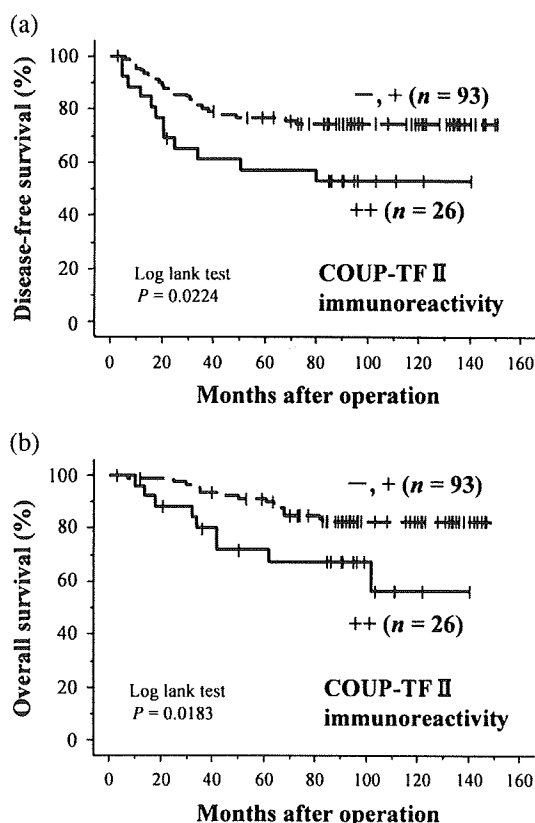 (a)
100
80
60
40
20
0
Disease-free survival (%)
−, + (n = 93)
++ (n = 26)
Log lank test
P = 0.0224
COUP-TF II
immunoreactivity
0 20 40 60 80 100 120 140 160
Months after operation
(b)
100
80
60
40
20
0
Overall survival (%)
−, + (n = 93)
++ (n = 26)
Log lank test
P = 0.0183
COUP-TF II
immunoreactivity
0 20 40 60 80 100 120 140 160
Months after operation